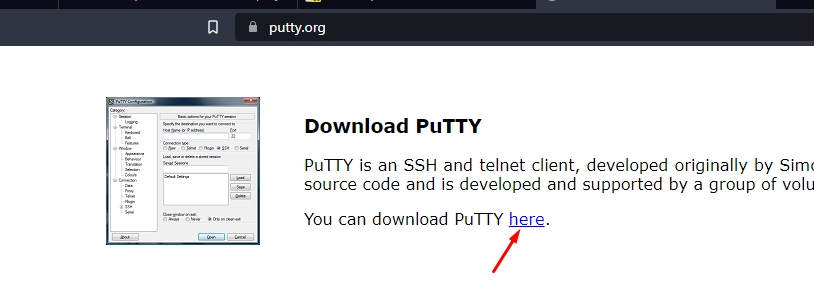 putty.org
PuTTY Configuration
Category:
Session
Logging
Terminal
Keyboard
Bell
Features
Window
Appearance
Behaviour
Translation
Selection
Colours
Connection
Data
Proxy
Telnet
Rlogin
SSH
Serial
Basic options for your PuTTY session
Specify the destination you want to connect to
Host Name (or IP address) Port
22
Connection type:
Raw Telnet Rlogin SSH Serial
Load, save or delete a stored session
Saved Sessions
Default Settings
Load
Save
Delete
Close window on exit:
Always Never Only on clean exit
About Open Cancel
Download PuTTY
PuTTY is an SSH and telnet client, developed originally by Simo
source code and is developed and supported by a group of volu
You can download PuTTY here.